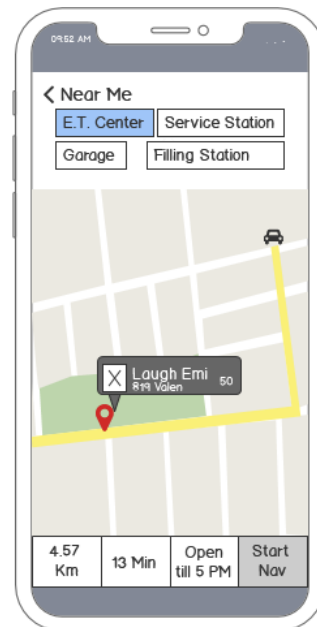 09:52 AM
Near Me
E.T. Center
Service Station
Garage
Filling Station
Laugh Emi
819 Valen
50
4.57
Km
13 Min
Open
till 5 PM
Start
Nav